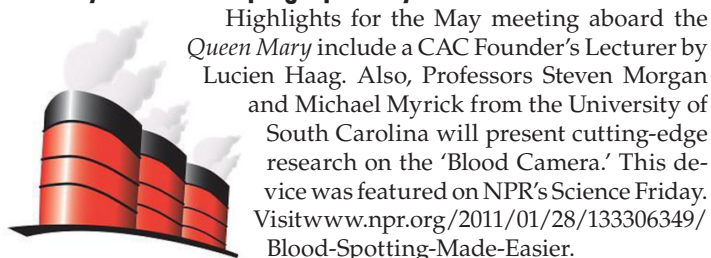 Highlights for the May meeting aboard the
Queen Mary include a CAC Founder’s Lecturer by
Lucien Haag. Also, Professors Steven Morgan
and Michael Myrick from the University of
South Carolina will present cutting-edge
research on the ‘Blood Camera.’ This de-
vice was featured on NPR’s Science Friday.
Visitwww.npr.org/2011/01/28/133306349/
Blood-Spotting-Made-Easier.